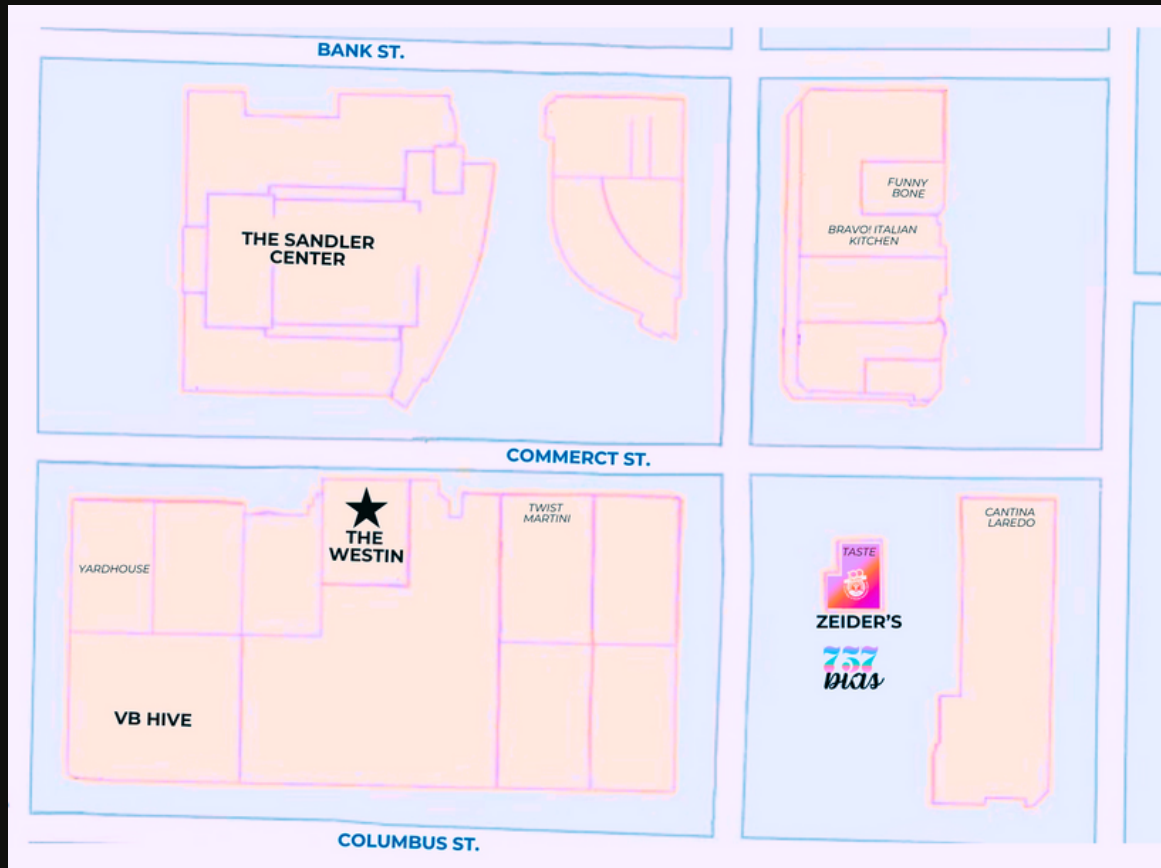 BANK ST.
FUNNY
BONE
THE SANDLER
CENTER
BRAVO! ITALIAN
KITCHEN
COMMERCT ST.
THE
WESTIN
TWIST
MARTINI
CANTINA
LAREDO
YARDHOUSE
TASTE
ZEIDER'S
757
DIAS
VB HIVE
COLUMBUS ST.